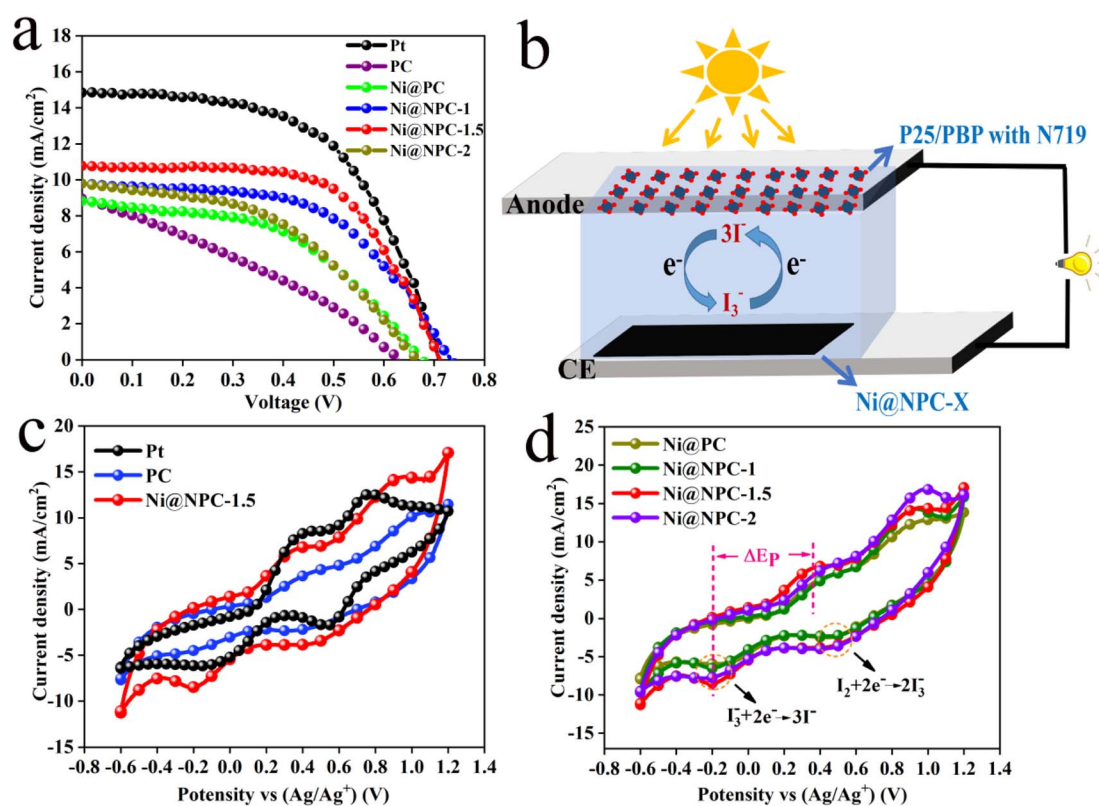 a
18
16
14
12
10
8
6
4
2
0
Current density (mA/cm²)
0.0 0.1 0.2 0.3 0.4 0.5 0.6 0.7 0.8
Voltage (V)
Pt
PC
Ni@PC
Ni@NPC-1
Ni@NPC-1.5
Ni@NPC-2
b
P25/PBP with N719
Anode
3I⁻
e⁻ e⁻
I₃⁻
CE
Ni@NPC-X
c
20
15
10
5
0
-5
-10
-15
Current density (mA/cm²)
-0.8 -0.6 -0.4 -0.2 0.0 0.2 0.4 0.6 0.8 1.0 1.2 1.4
Potensity vs (Ag/Ag⁺) (V)
Pt
PC
Ni@NPC-1.5
d
25
20
15
10
5
0
-5
-10
-15
Current density (mA/cm²)
-0.8 -0.6 -0.4 -0.2 0.0 0.2 0.4 0.6 0.8 1.0 1.2 1.4
Potensity vs (Ag/Ag⁺) (V)
Ni@PC
Ni@NPC-1
Ni@NPC-1.5
Ni@NPC-2
ΔEP
I₂+2e⁻→2I₃⁻
I₃⁻+2e⁻→3I⁻